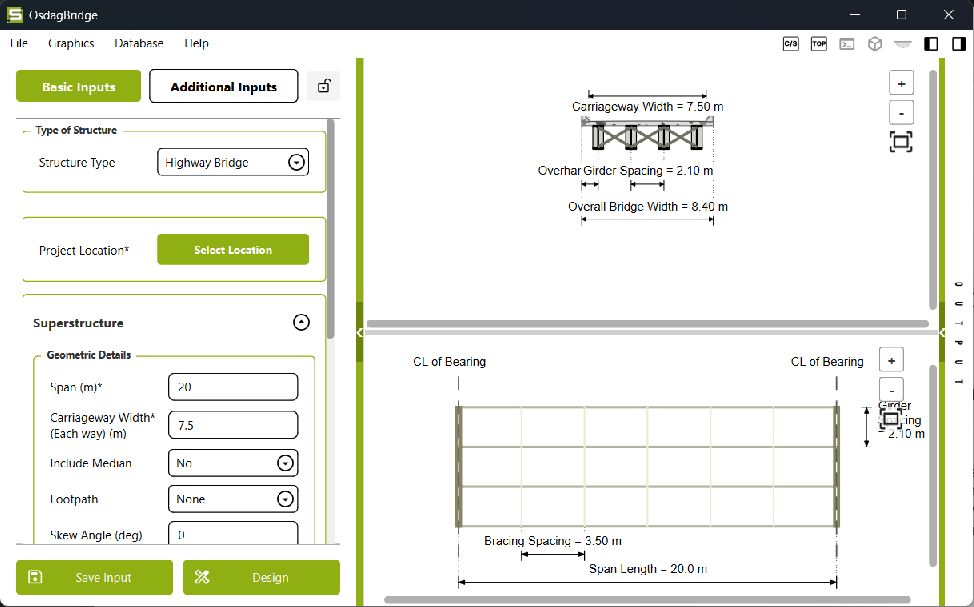 OsdagBridge
File Graphics Database Help
C/S TOP
Basic Inputs
Additional Inputs
Type of Structure
Structure Type
Highway Bridge
Project Location*
Select Location
Superstructure
Geometric Details
Span (m)*
20
Carriageway Width*
(Each way) (m)
7.5
Include Median
No
Footpath
None
Skew Angle (deg)
0
Save Input
Design
+
-
Carriageway Width = 7.50 m
Overhar Girder Spacing = 2.10 m
Overall Bridge Width = 8.40 m
CL of Bearing
CL of Bearing
+
-
Girder
Spacing
= 2.10 m
Bracing Spacing = 3.50 m
Span Length = 20.0 m
OUTPUT